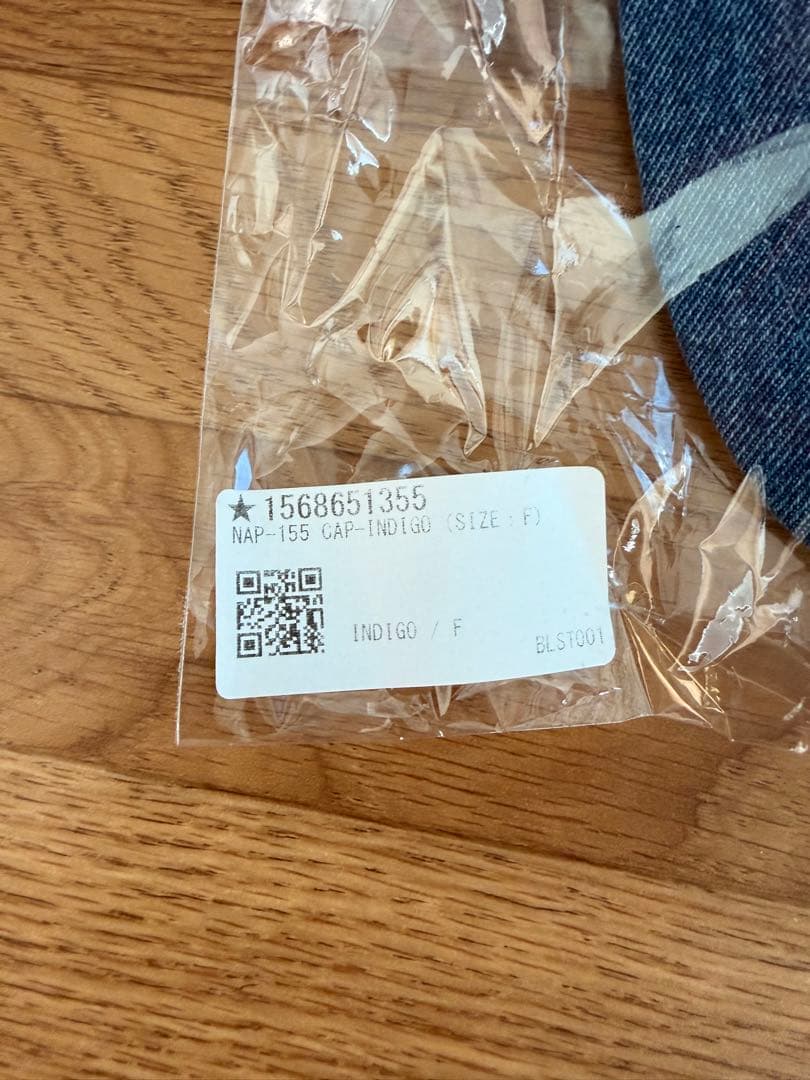 ★1568651355
NAP-155 CAP-INDIGO (SIZE:F)
INDIGO / F
BLST001